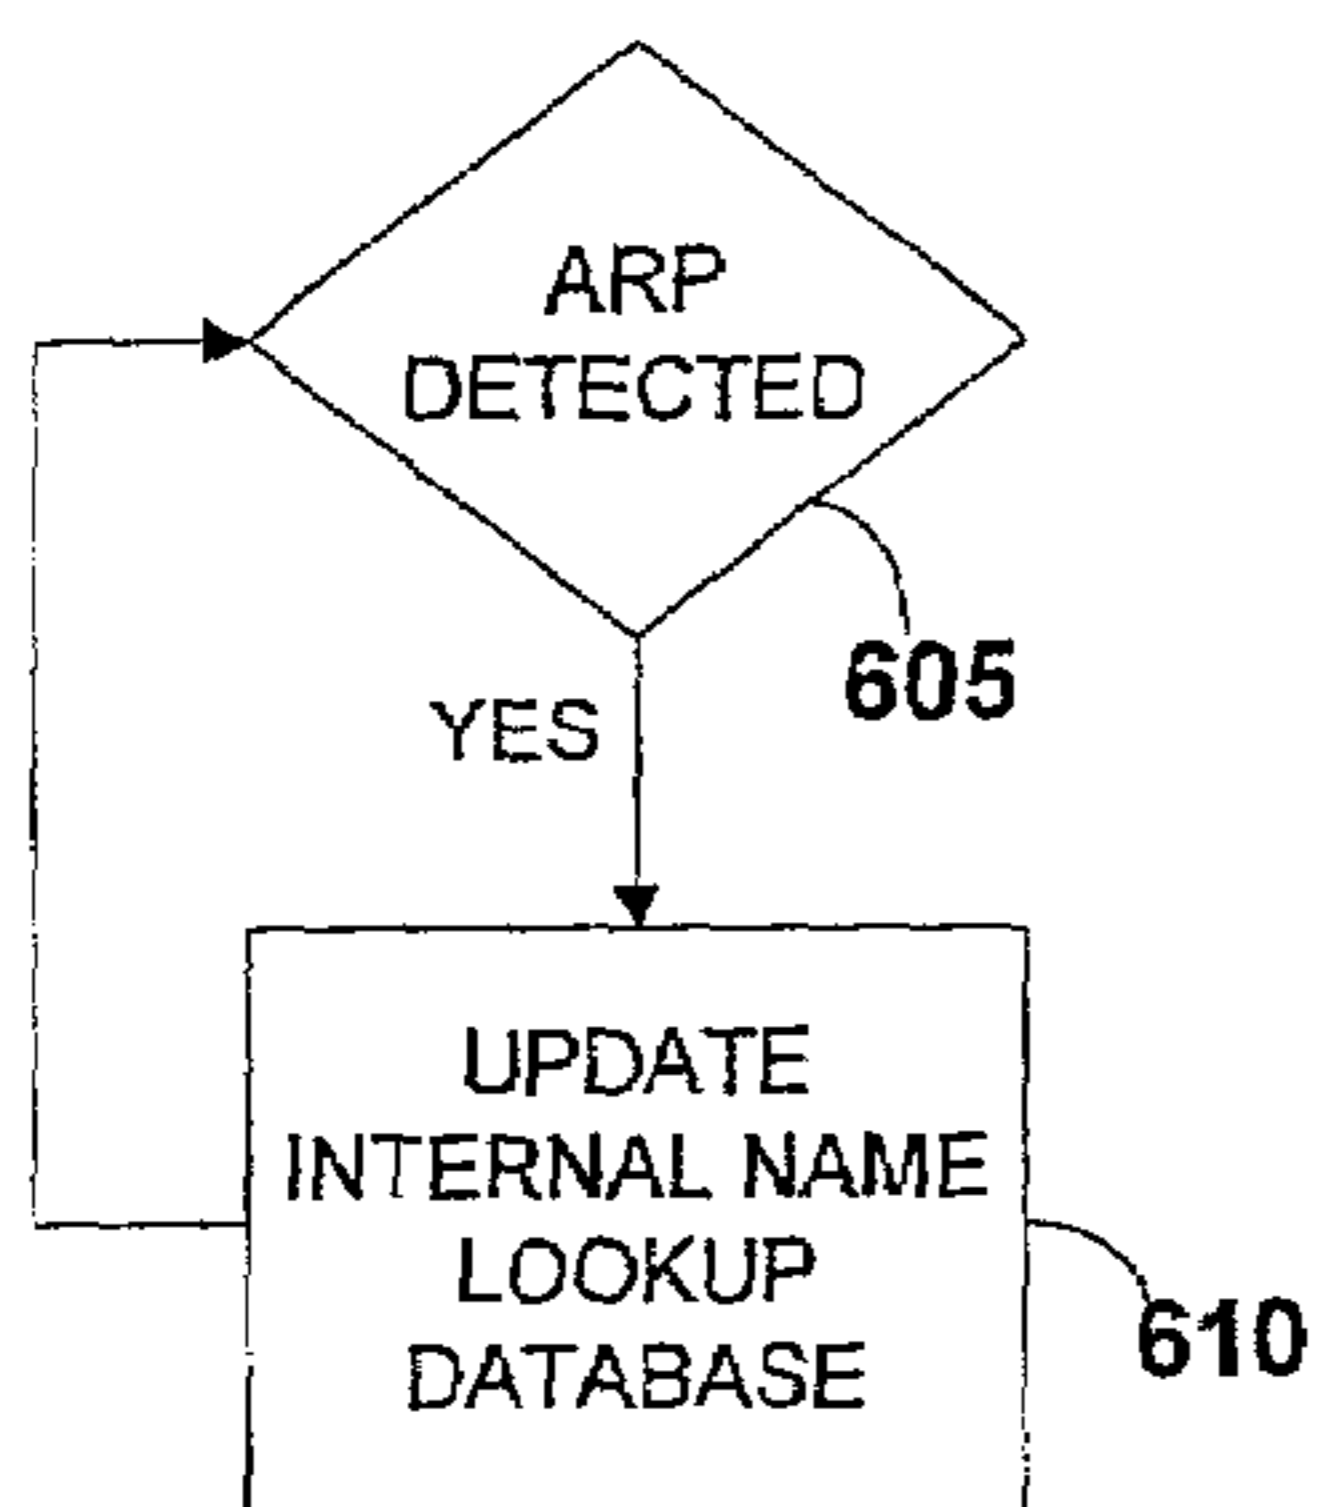 ARP
DETECTED
605
YES
UPDATE
INTERNAL NAME
LOOKUP
DATABASE
610